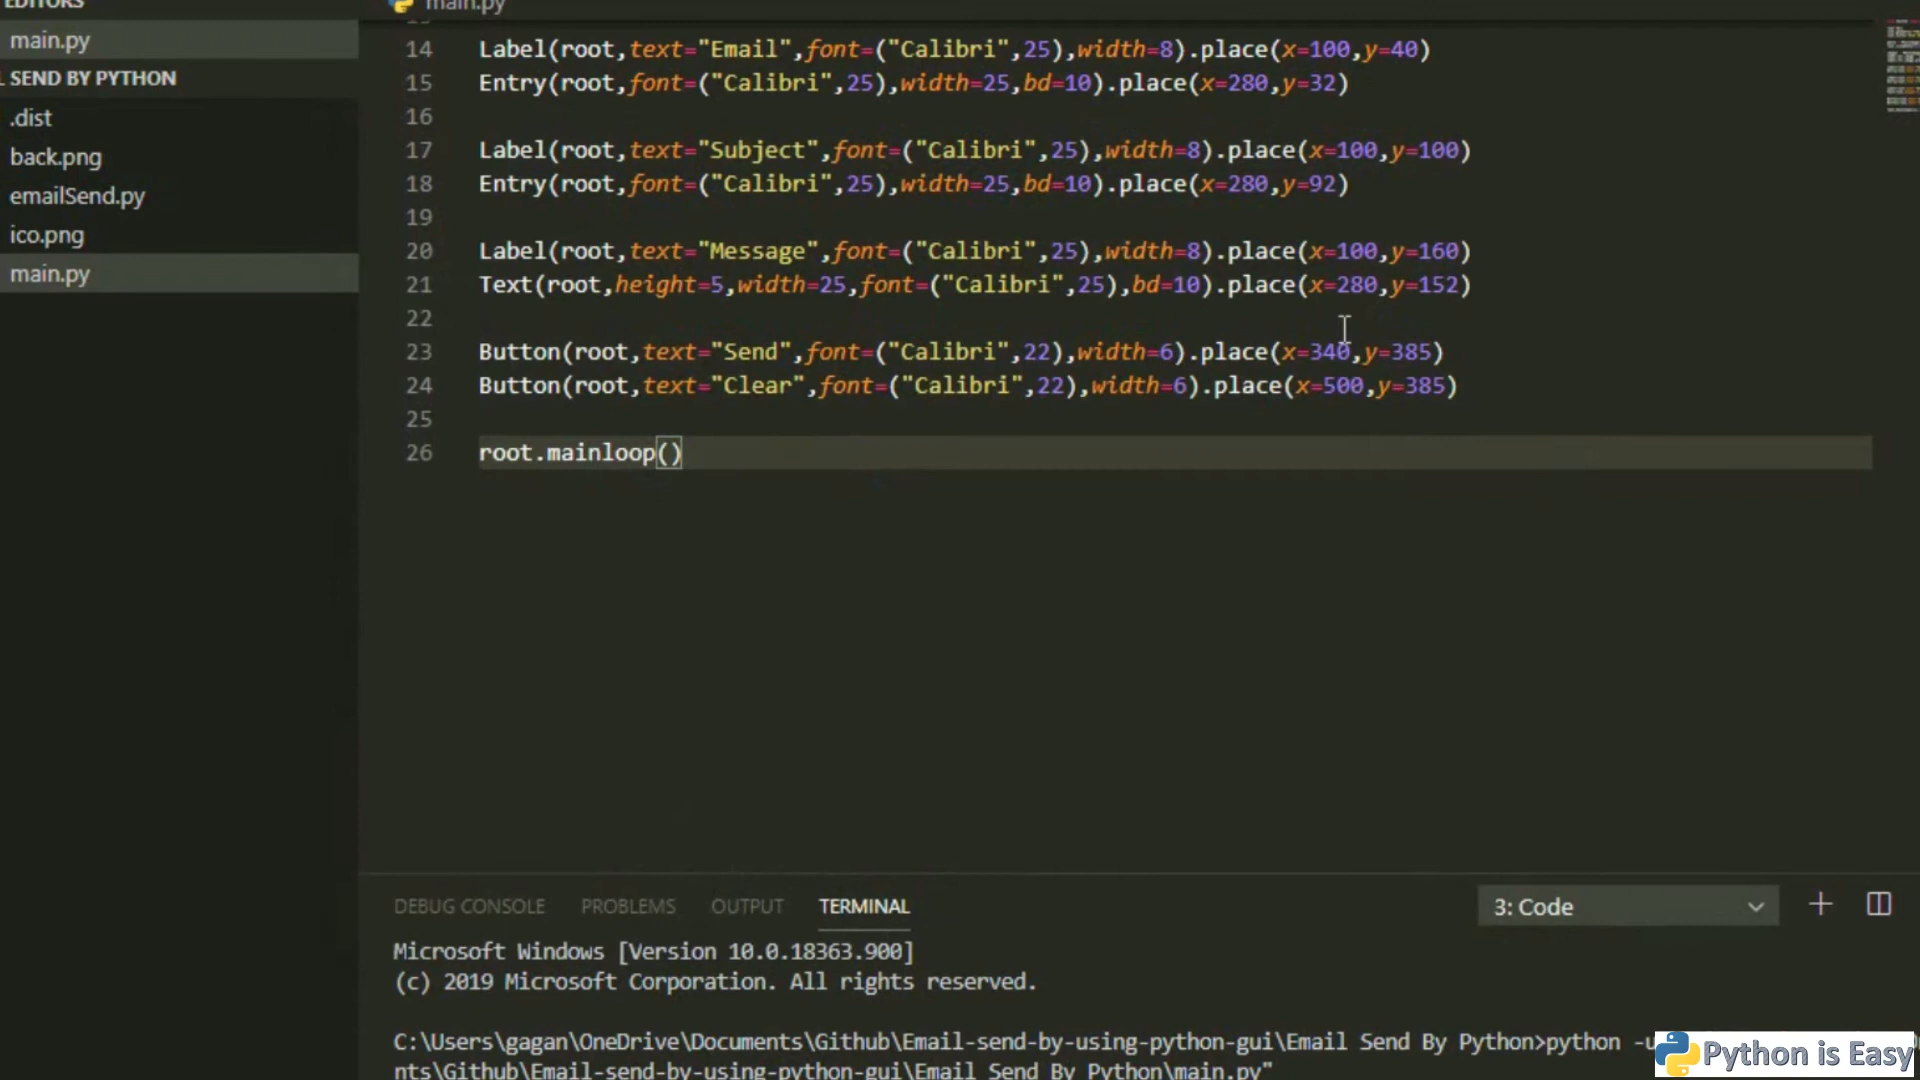 EDITORS
main.py
main.py
SEND BY PYTHON
.dist
back.png
emailSend.py
ico.png
main.py
14 Label(root,text="Email",font=("Calibri",25),width=8).place(x=100,y=40)
15 Entry(root,font=("Calibri",25),width=25,bd=10).place(x=280,y=32)
16
17 Label(root,text="Subject",font=("Calibri",25),width=8).place(x=100,y=100)
18 Entry(root,font=("Calibri",25),width=25,bd=10).place(x=280,y=92)
19
20 Label(root,text="Message",font=("Calibri",25),width=8).place(x=100,y=160)
21 Text(root,height=5,width=25,font=("Calibri",25),bd=10).place(x=280,y=152)
22
23 Button(root,text="Send",font=("Calibri",22),width=6).place(x=340,y=385)
24 Button(root,text="Clear",font=("Calibri",22),width=6).place(x=500,y=385)
25
26 root.mainloop()
DEBUG CONSOLE PROBLEMS OUTPUT TERMINAL 3: Code
Microsoft Windows [Version 10.0.18363.900]
(c) 2019 Microsoft Corporation. All rights reserved.
C:\Users\gagan\OneDrive\Documents\Github\Email-send-by-using-python-gui\Email Send By Python>python -u
nts\Github\Email-send-by-using-python-gui\Email Send By Python\main.py"
Python is Easy